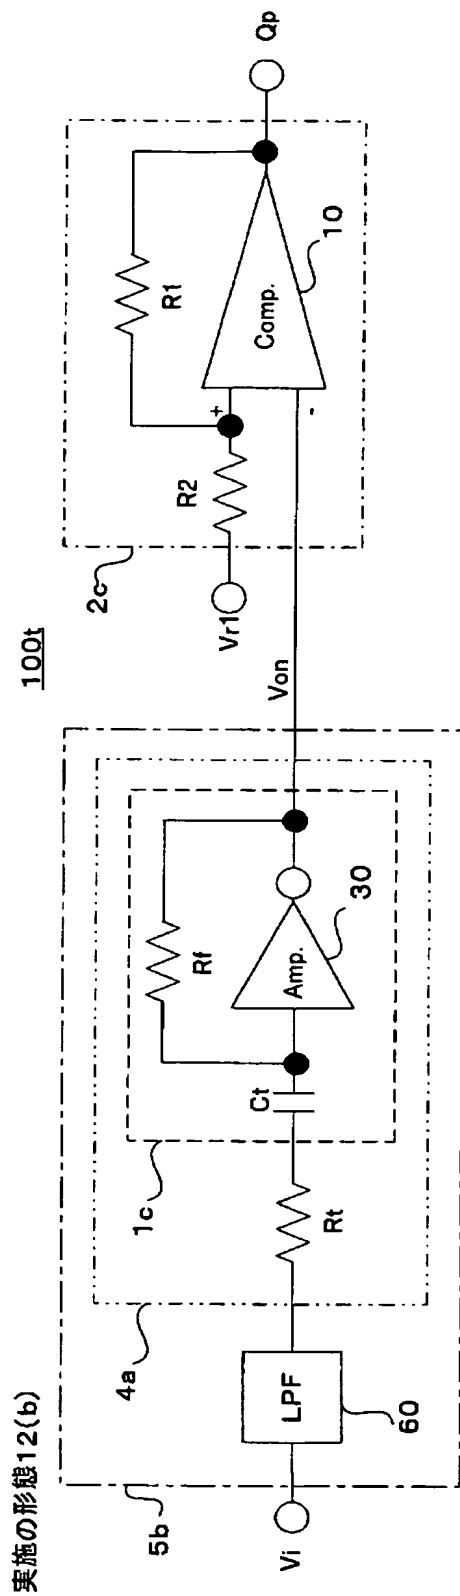 実施の形態12(b)
100t
5b
4a
1c
2c
Vi
LPF
60
Rt
Ct
Rf
Amp.
30
Von
Vr1
R2
R1
+
-
Comp.
10
Qp